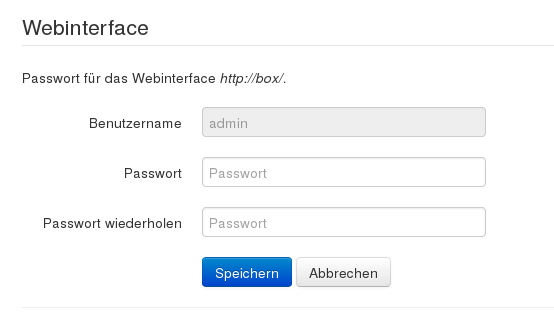 Webinterface
Passwort für das Webinterface http://box/.
Benutzername admin
Passwort Passwort
Passwort wiederholen Passwort
Speichern Abbrechen